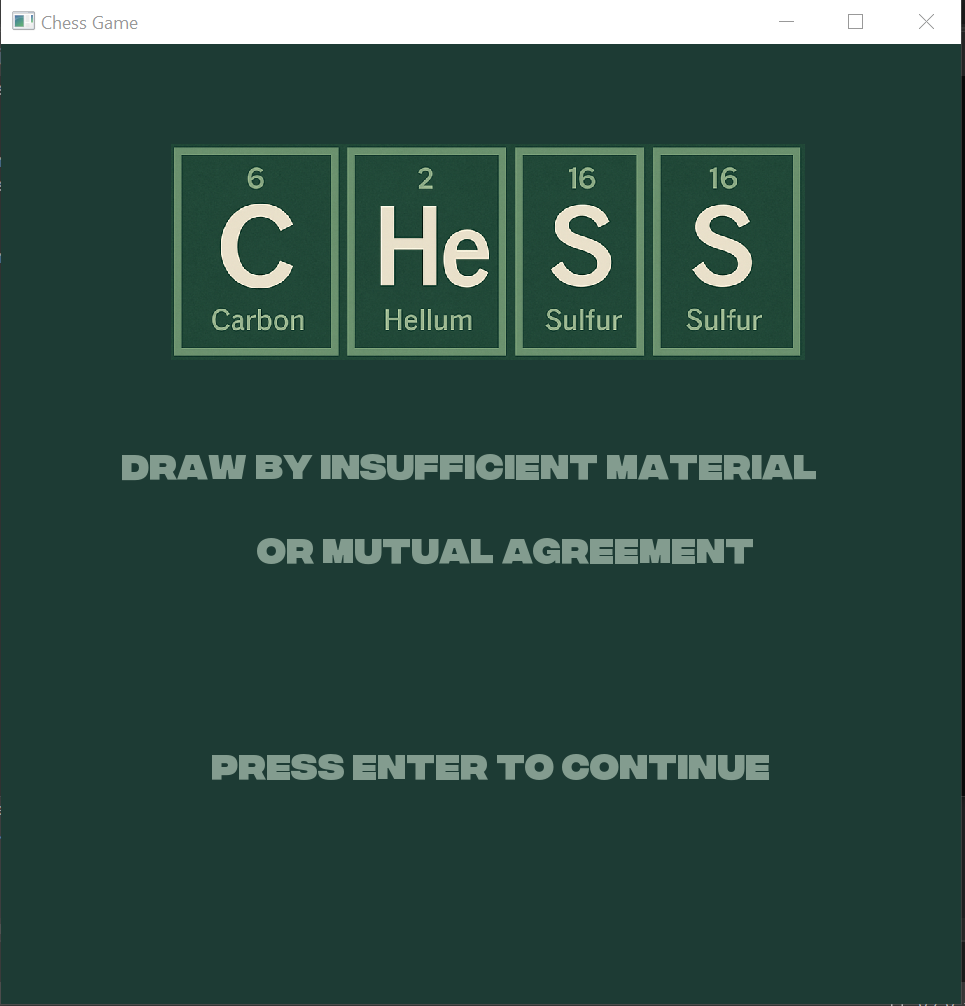 Chess Game
6 2 16 16
C He S S
Carbon Hellum Sulfur Sulfur
DRAW BY INSUFFICIENT MATERIAL
OR MUTUAL AGREEMENT
PRESS ENTER TO CONTINUE